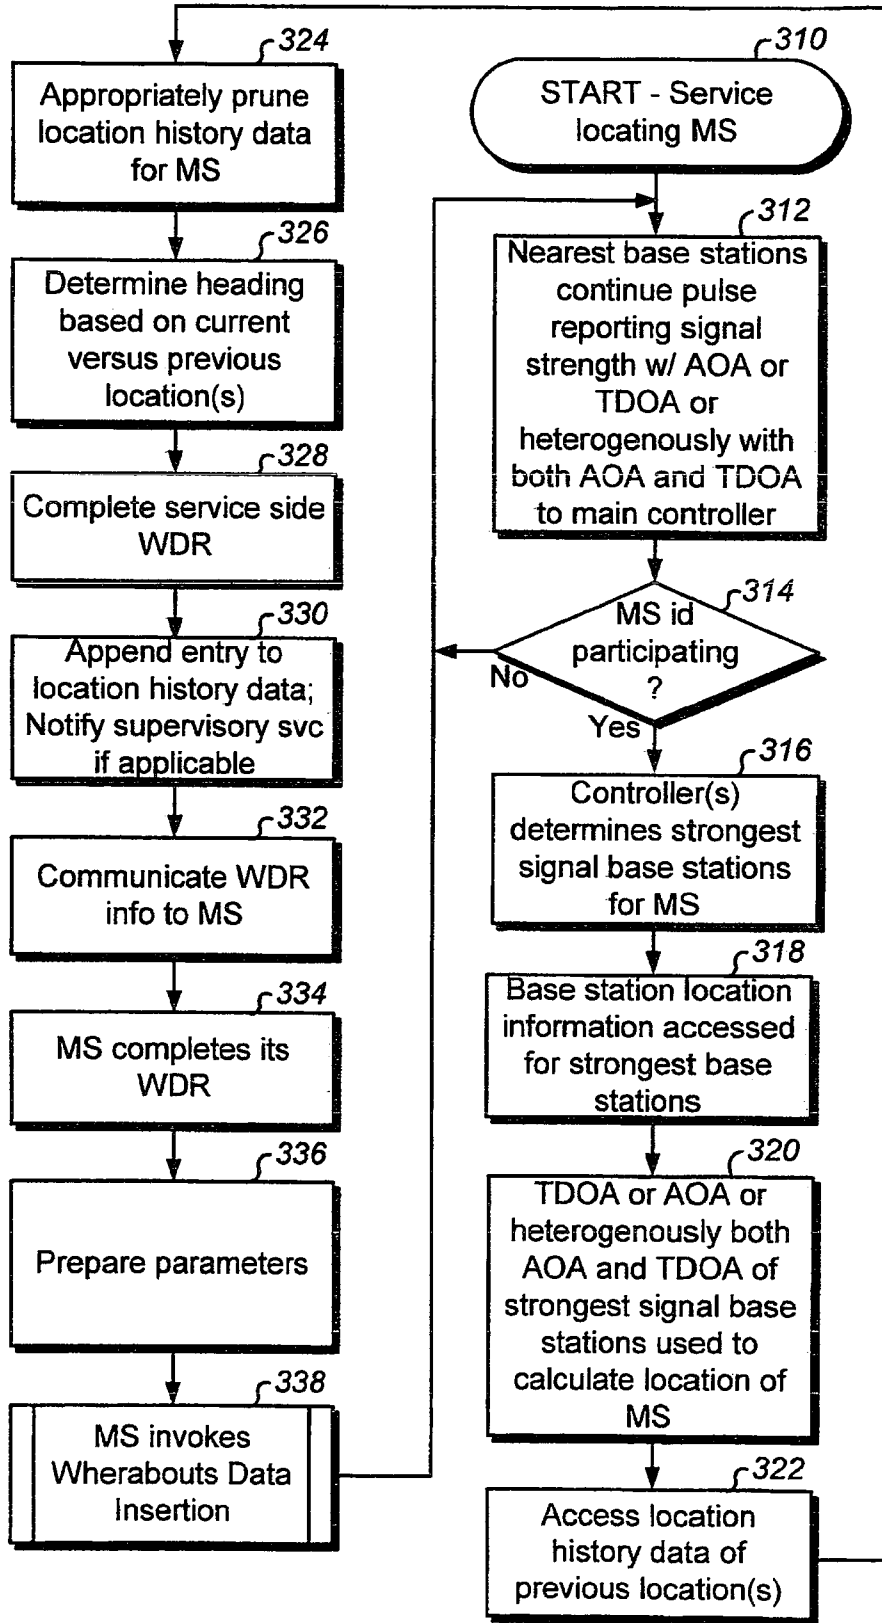 324
Appropriately prune
location history data
for MS
326
Determine heading
based on current
versus previous
location(s)
328
Complete service side
WDR
330
Append entry to
location history data;
Notify supervisory svc
if applicable
332
Communicate WDR
info to MS
334
MS completes its
WDR
336
Prepare parameters
338
MS invokes
Wherabouts Data
Insertion
310
START - Service
locating MS
312
Nearest base stations
continue pulse
reporting signal
strength w/ AOA or
TDOA or
heterogenously with
both AOA and TDOA
to main controller
314
MS id
participating
?
No
Yes
316
Controller(s)
determines strongest
signal base stations
for MS
318
Base station location
information accessed
for strongest base
stations
320
TDOA or AOA or
heterogenously both
AOA and TDOA of
strongest signal base
stations used to
calculate location of
MS
322
Access location
history data of
previous location(s)